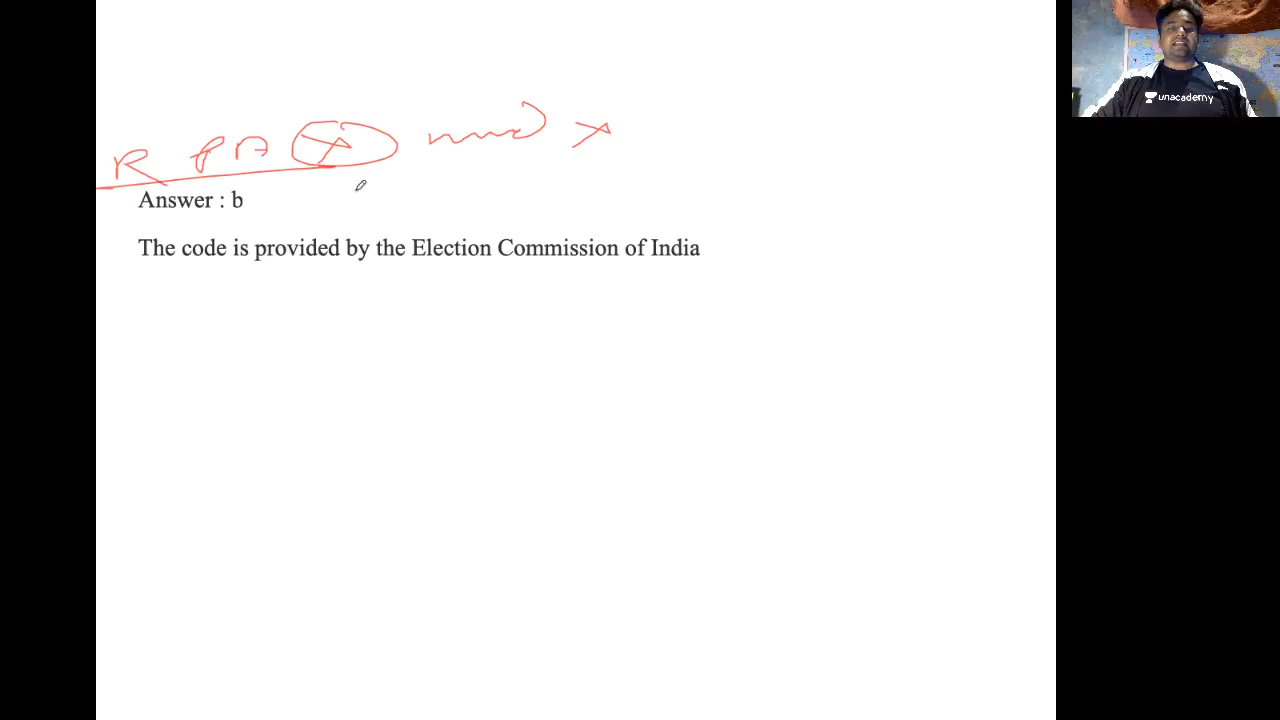 R P A X X
Answer : b
The code is provided by the Election Commission of India
unacademy